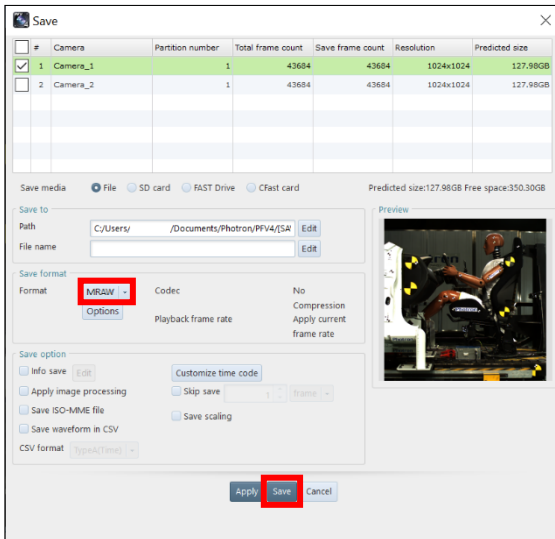 Save
# Camera Partition number Total frame count Save frame count Resolution Predicted size
1 Camera_1 1 43684 43684 1024x1024 127.98GB
2 Camera_2 1 43684 43684 1024x1024 127.98GB
Save media File SD card FAST Drive CFast card Predicted size:127.98GB Free space:350.30GB
Save to
Path C:/Users/ /Documents/Photron/PFV4/[SA Edit
File name Edit
Preview
Save format
Format MRAW Codec No Compression
Options Playback frame rate Apply current frame rate
Save option
Info save Edit Customize time code
Apply image processing Skip save 1 frame
Save ISO-MME file Save scaling
Save waveform in CSV
CSV format TypeA(Time)
Apply Save Cancel